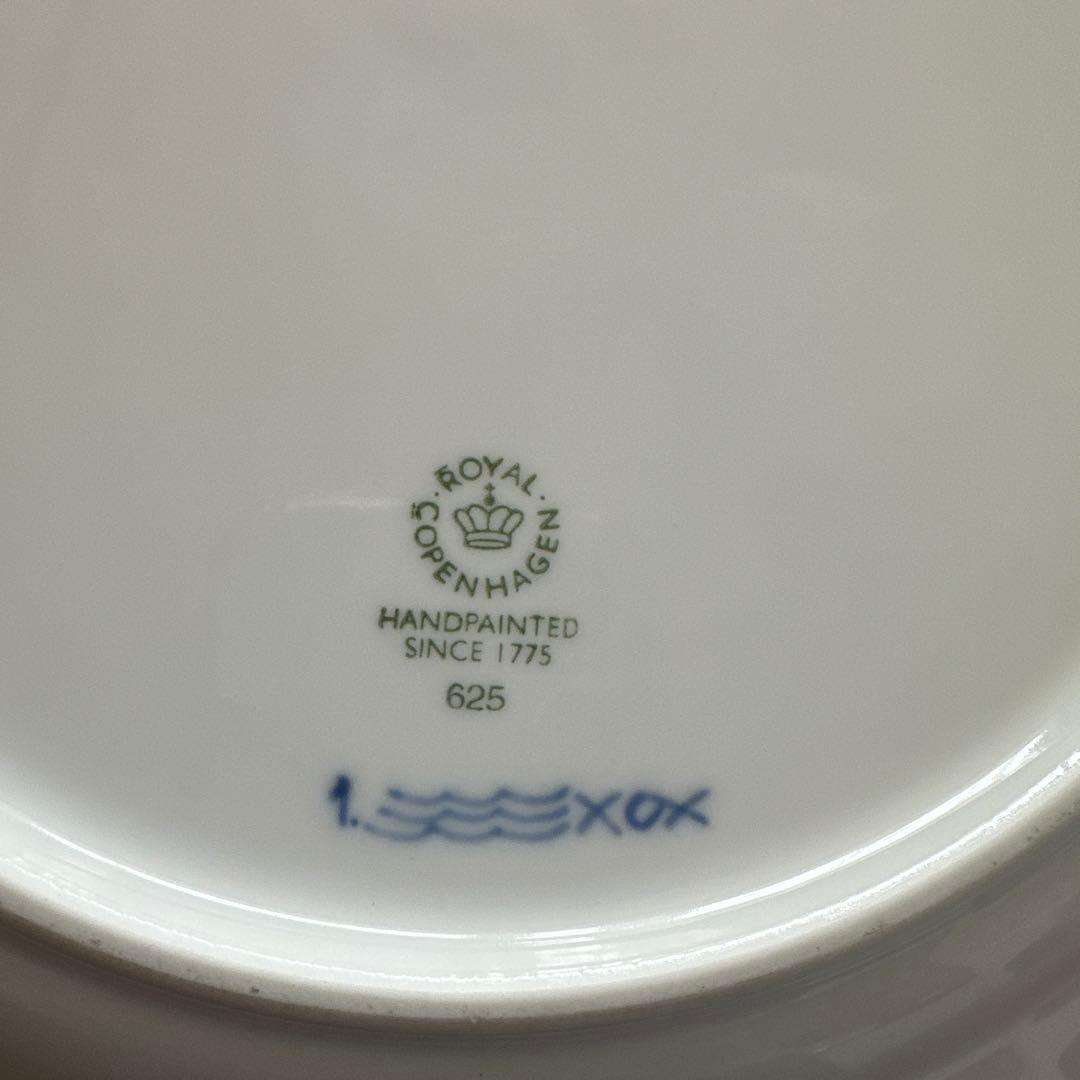 ROYAL · COPENHAGEN ·
HANDPAINTED
SINCE 1775
625
1. XOX